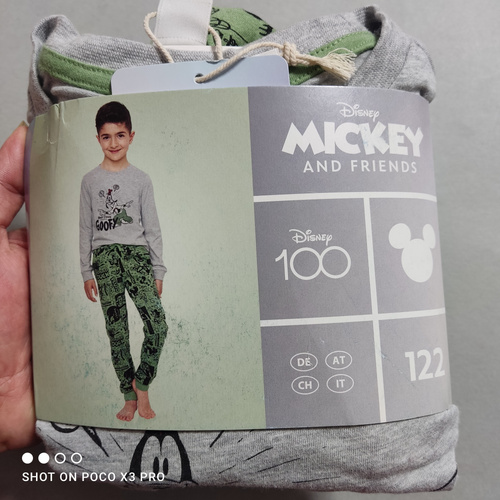 Disney
MICKEY
AND FRIENDS
GOOFY
Disney
100
DE AT
CH IT
122
SHOT ON POCO X3 PRO